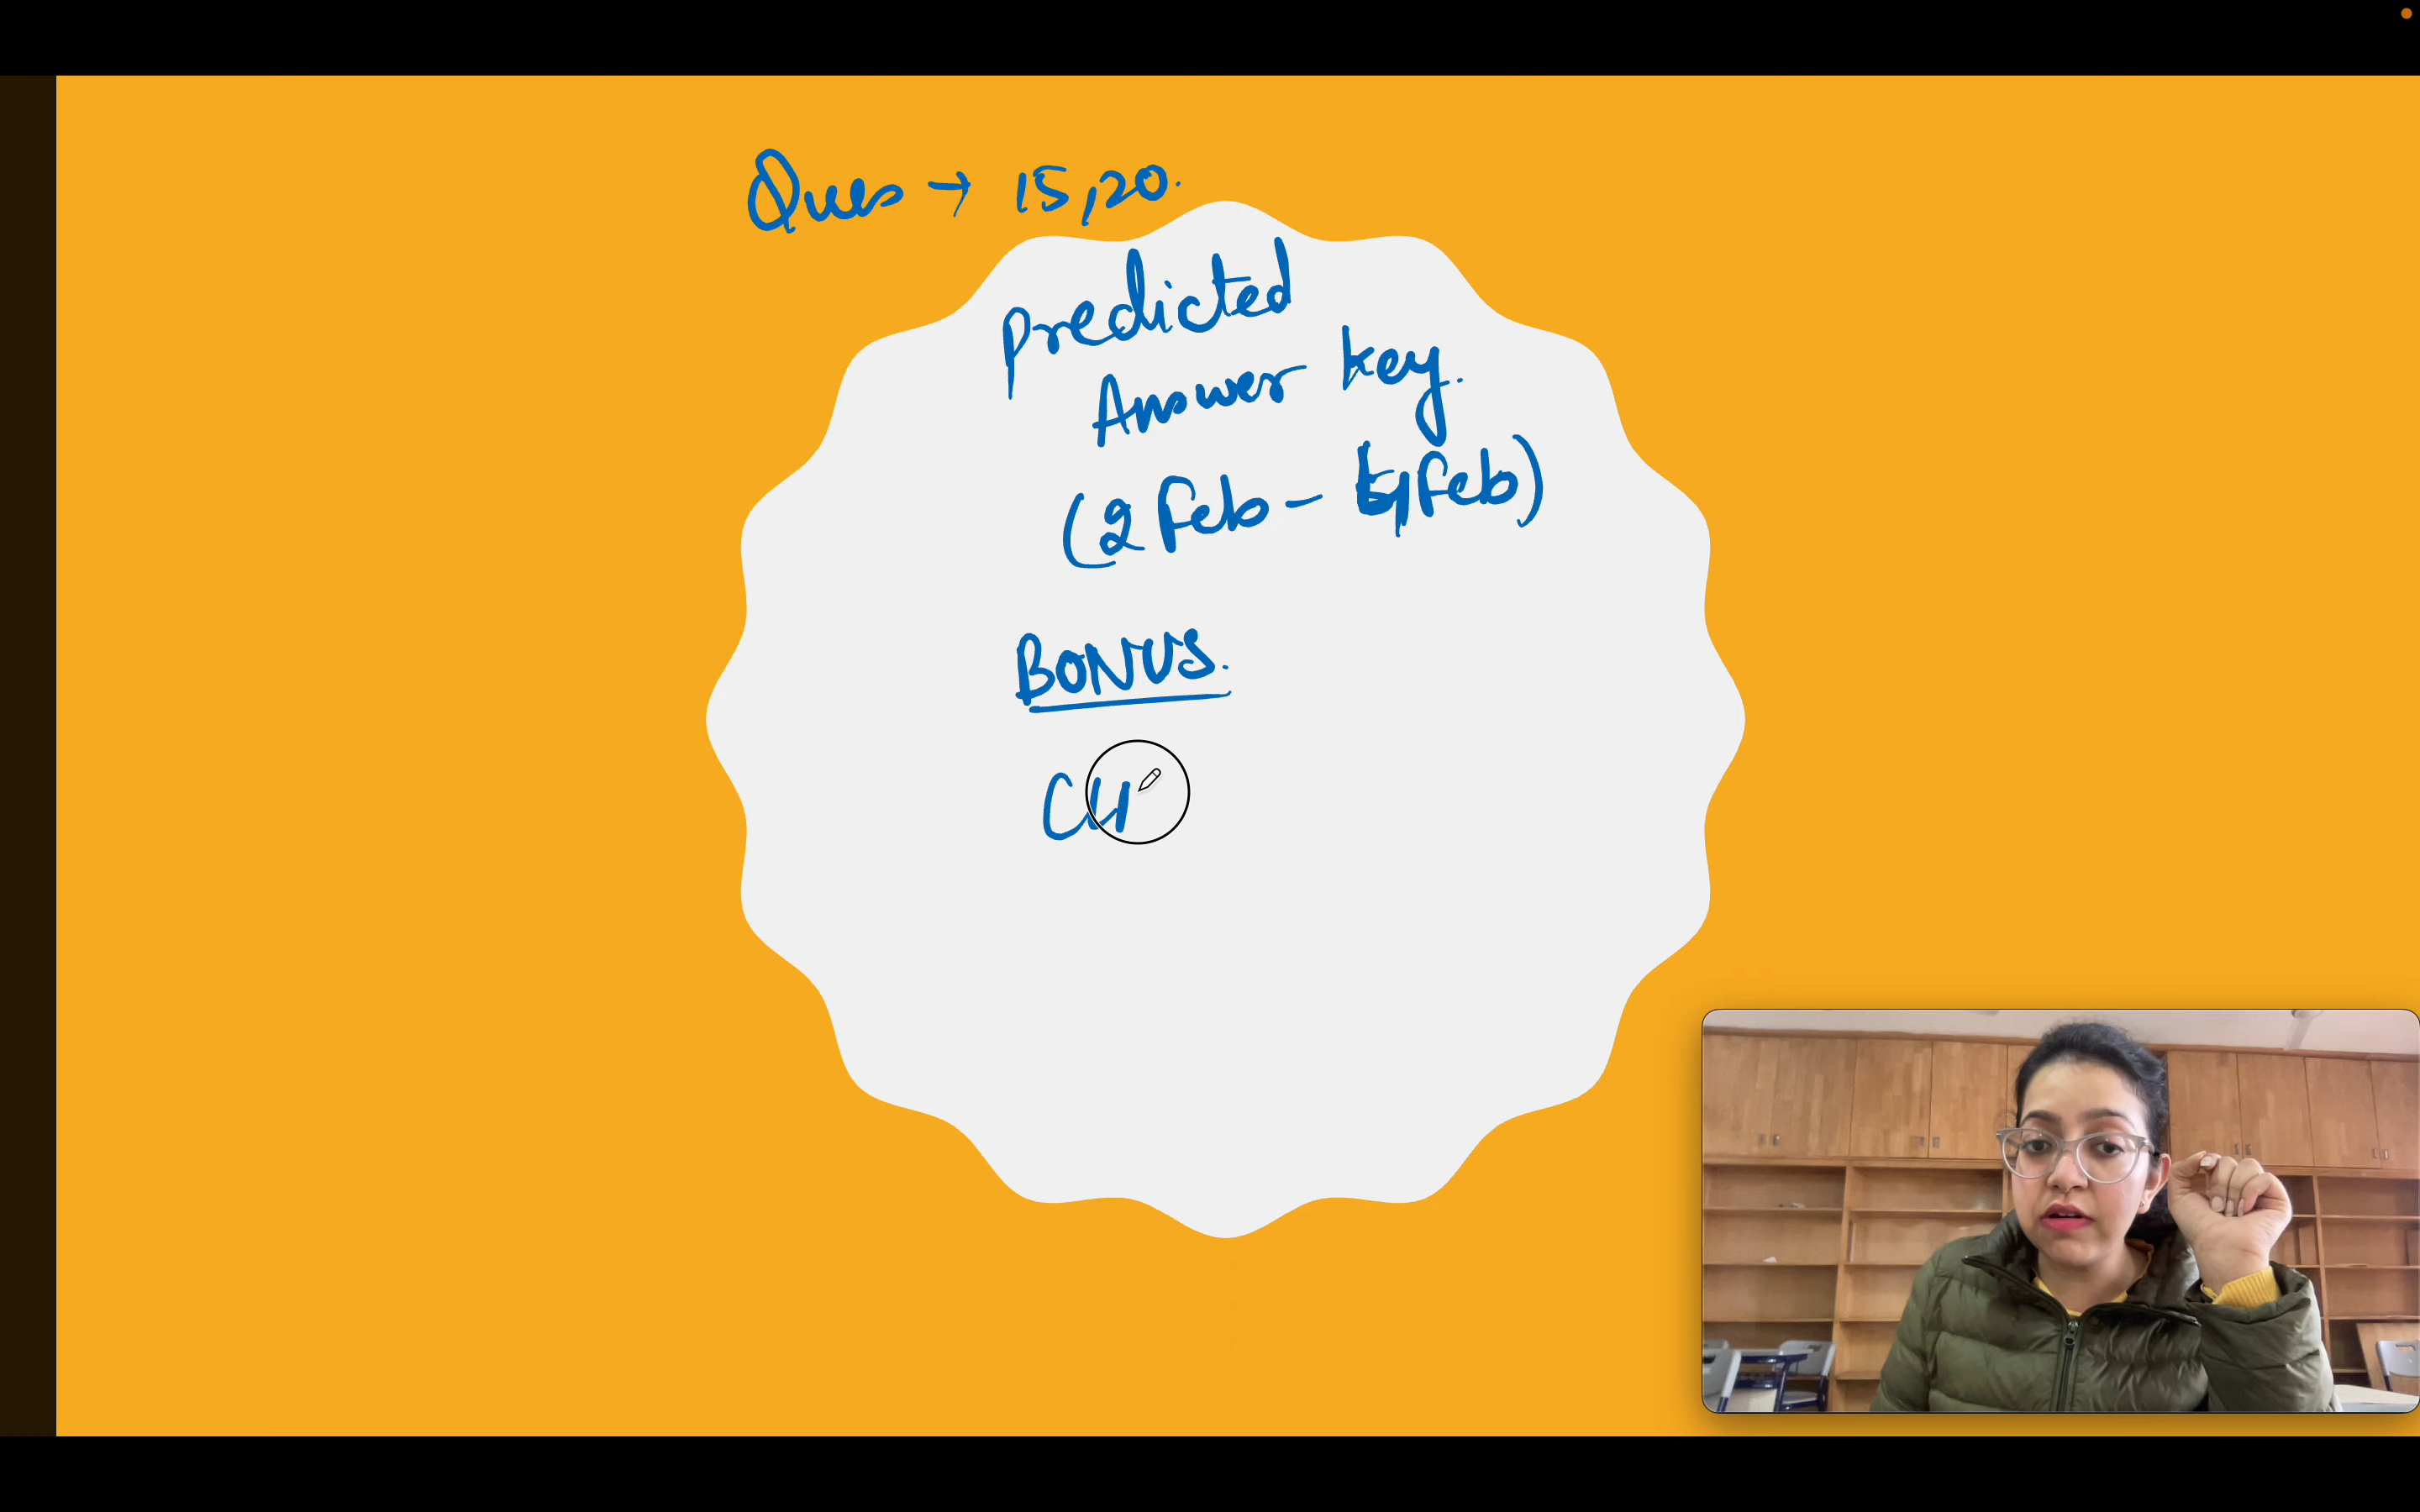 Ques → 15,20.
predicted
Answer key.
(2 Feb - Feb)
BONUS.